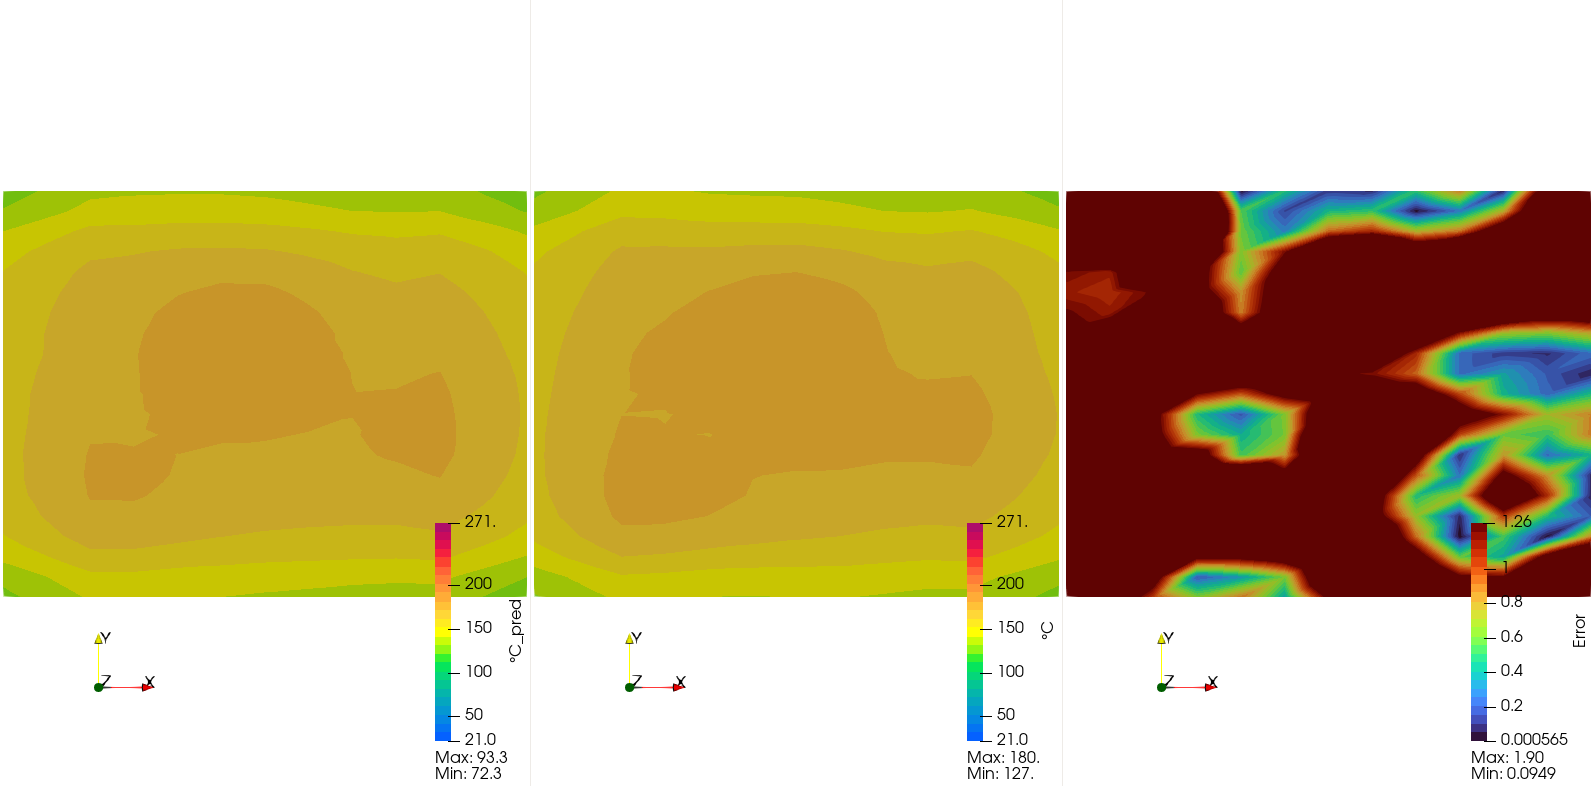 271.
200
150
100
50
21.0
°C_pred
Max: 93.3
Min: 72.3
Y
Z
X
271.
200
150
100
50
21.0
°C
Max: 180.
Min: 127.
Y
Z
X
1.26
1
0.8
0.6
0.4
0.2
0.000565
Error
Max: 1.90
Min: 0.0949
Y
Z
X